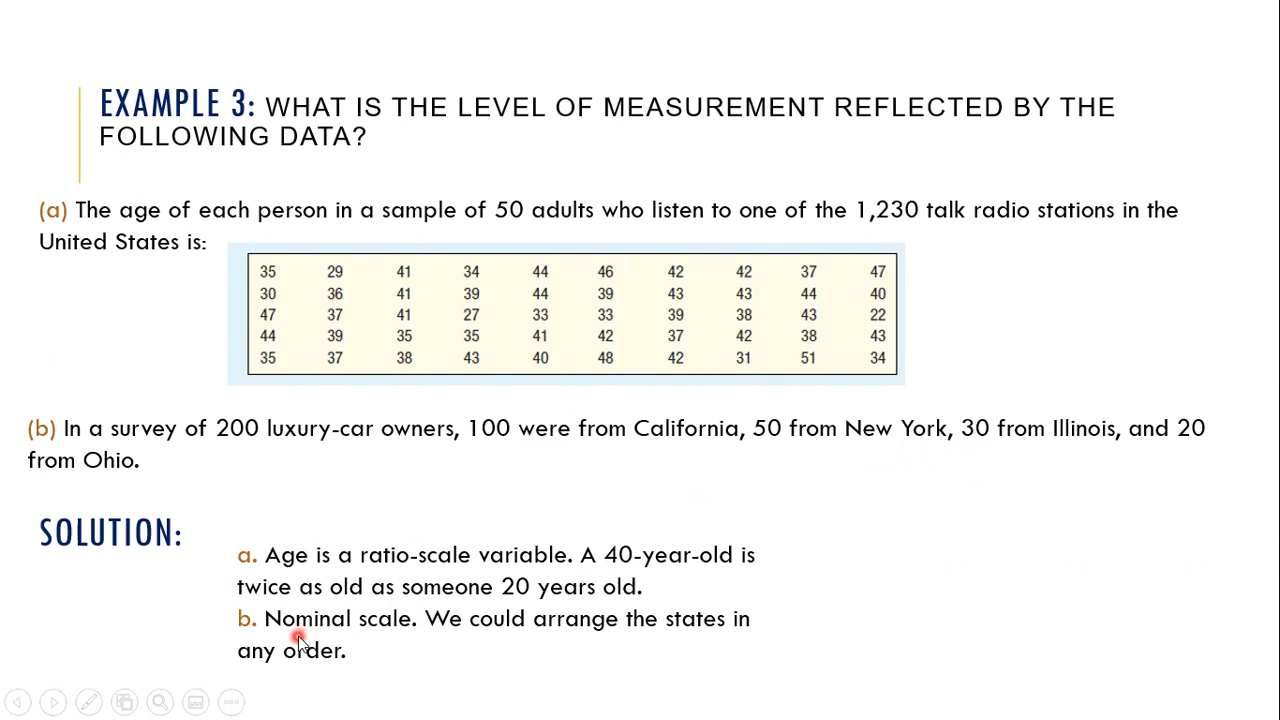 EXAMPLE 3: WHAT IS THE LEVEL OF MEASUREMENT REFLECTED BY THE
FOLLOWING DATA?
(a) The age of each person in a sample of 50 adults who listen to one of the 1,230 talk radio stations in the
United States is:
35 29 41 34 44 46 42 42 37 47
30 36 41 39 44 39 43 43 44 40
47 37 41 27 33 33 39 38 43 22
44 39 35 35 41 42 37 42 38 43
35 37 38 43 40 48 42 31 51 34
(b) In a survey of 200 luxury-car owners, 100 were from California, 50 from New York, 30 from Illinois, and 20
from Ohio.
SOLUTION:
a. Age is a ratio-scale variable. A 40-year-old is
twice as old as someone 20 years old.
b. Nominal scale. We could arrange the states in
any order.